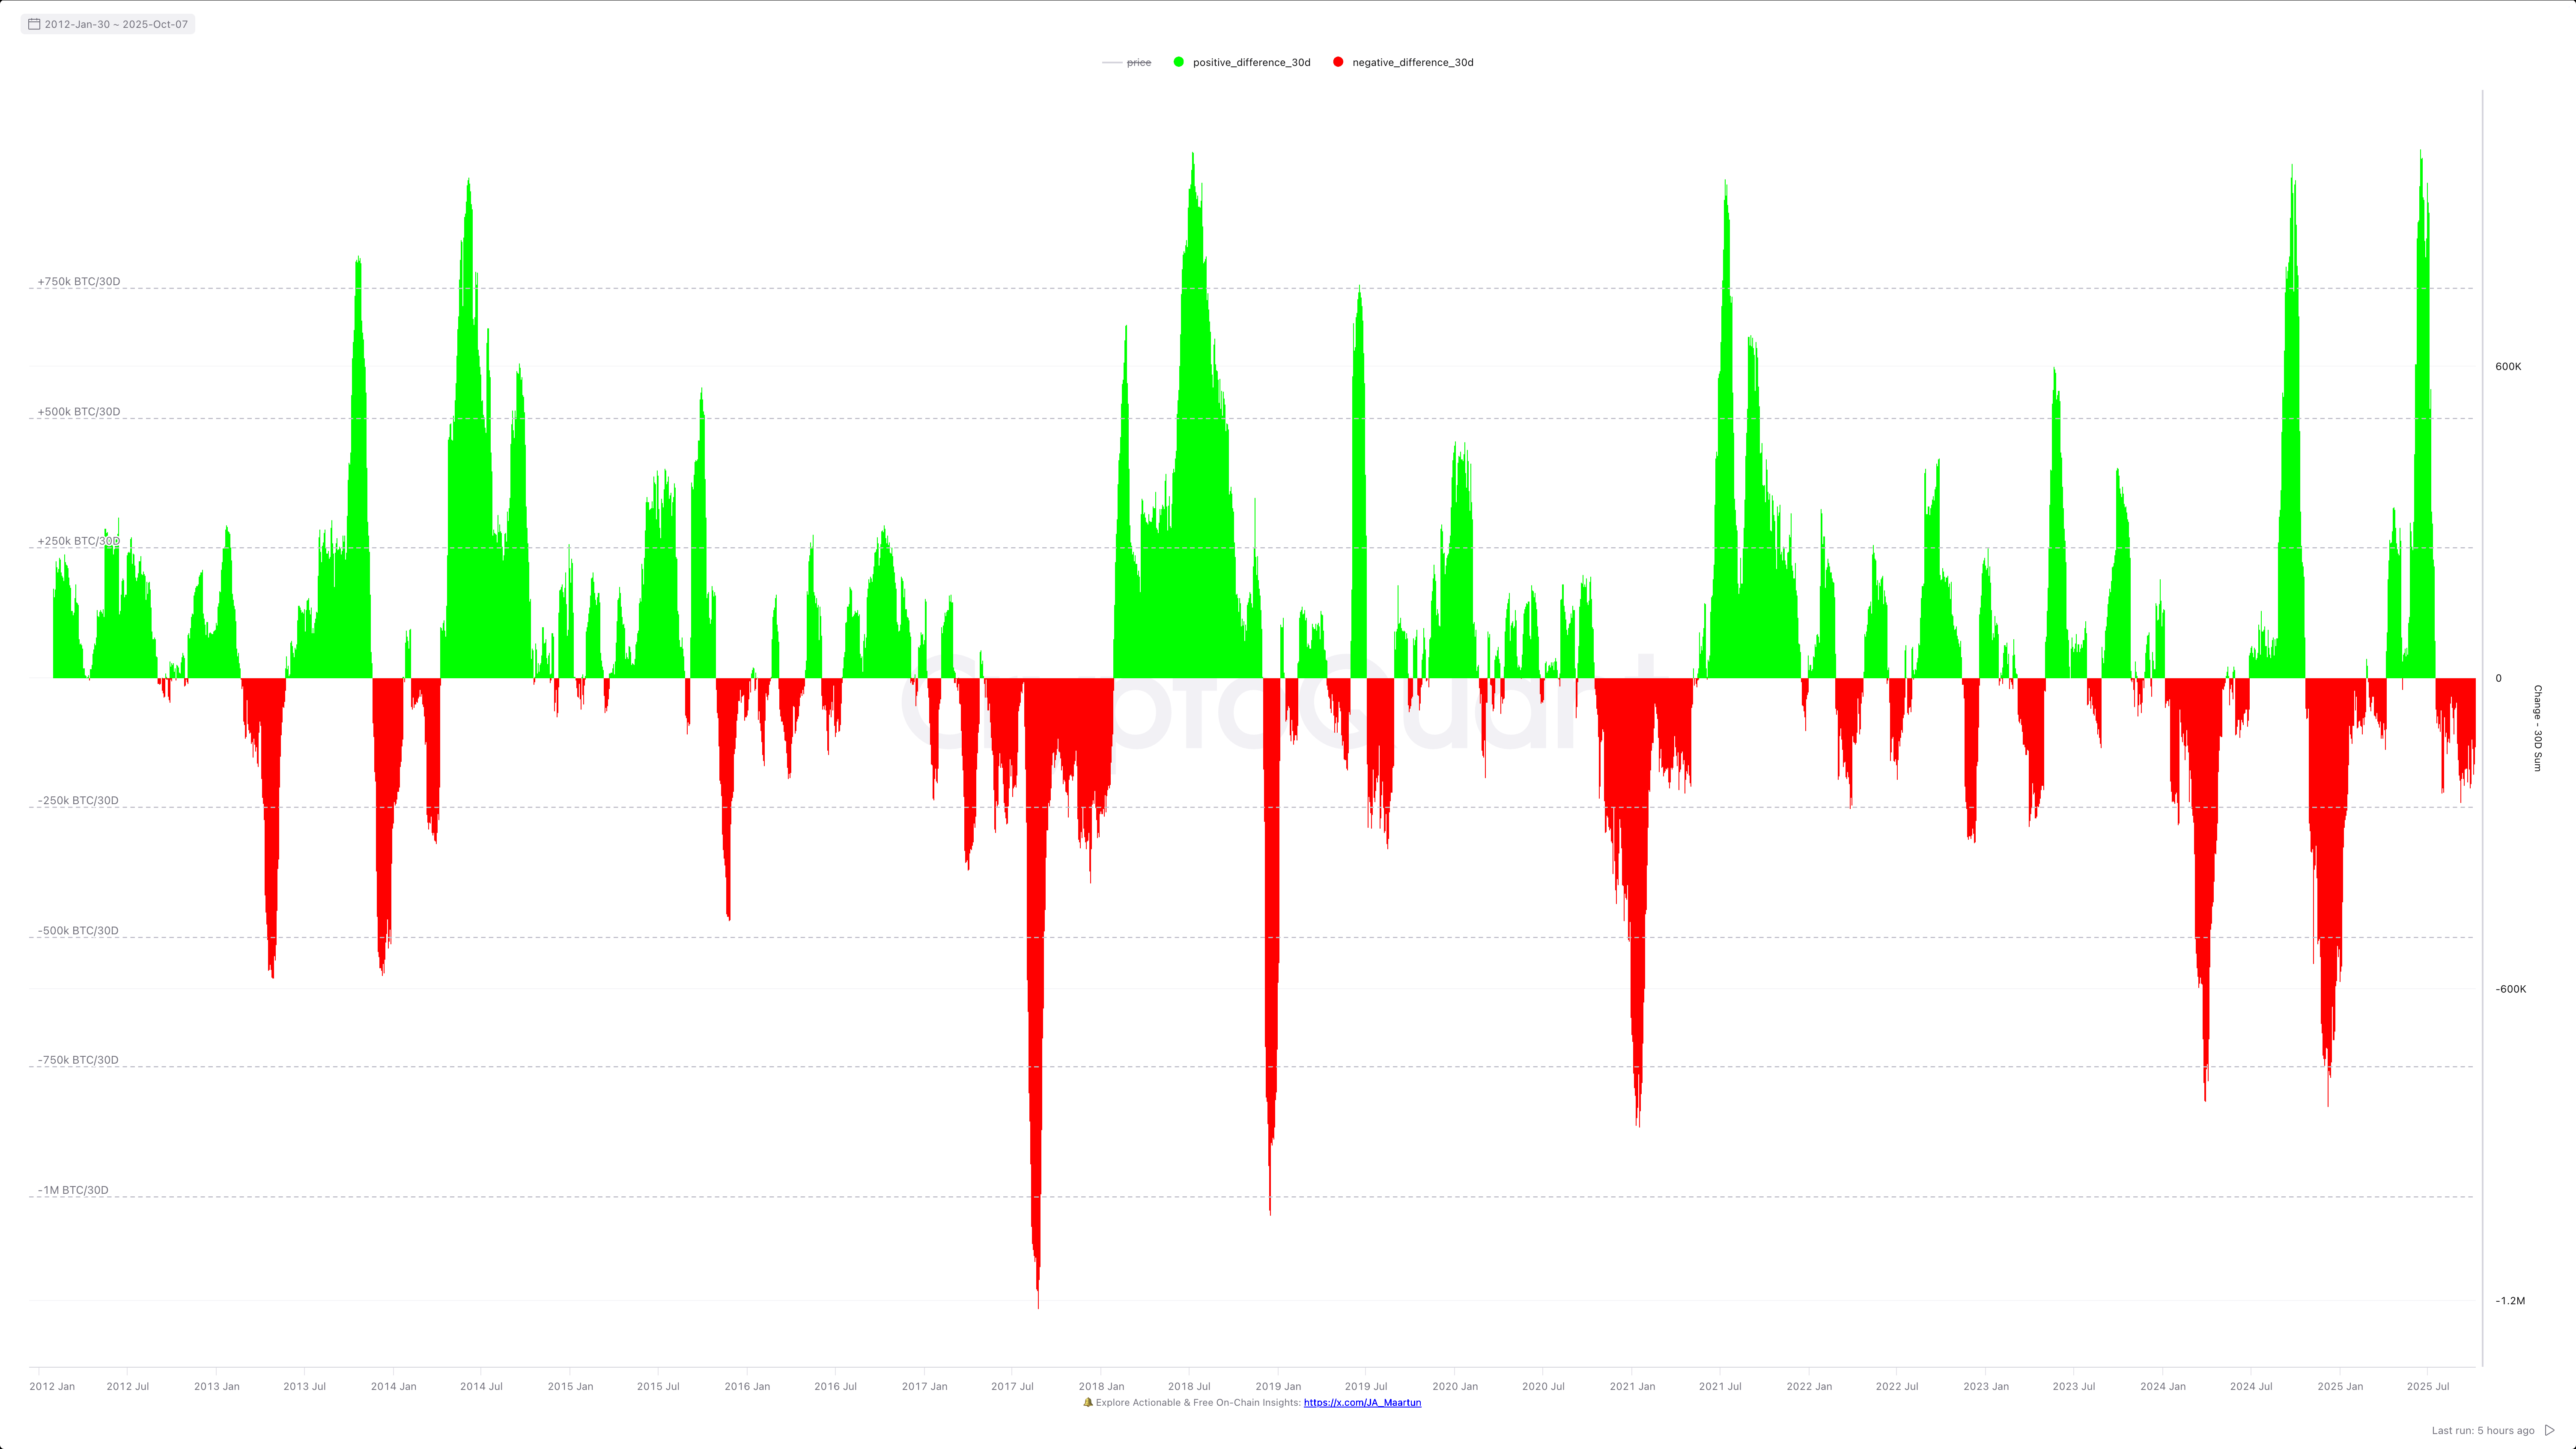 2012-Jan-30 ~ 2025-Oct-07
price positive_difference_30d negative_difference_30d
+750k BTC/30D
600K
+500k BTC/30D
+250k BTC/30D
0
CryptoQuant
Change - 30D Sum
-250k BTC/30D
-500k BTC/30D
-600K
-750k BTC/30D
-1M BTC/30D
-1.2M
2012 Jan 2012 Jul 2013 Jan 2013 Jul 2014 Jan 2014 Jul 2015 Jan 2015 Jul 2016 Jan 2016 Jul 2017 Jan 2017 Jul 2018 Jan 2018 Jul 2019 Jan 2019 Jul 2020 Jan 2020 Jul 2021 Jan 2021 Jul 2022 Jan 2022 Jul 2023 Jan 2023 Jul 2024 Jan 2024 Jul 2025 Jan 2025 Jul
Explore Actionable & Free On-Chain Insights: https://x.com/JA_Maartun
Last run: 5 hours ago